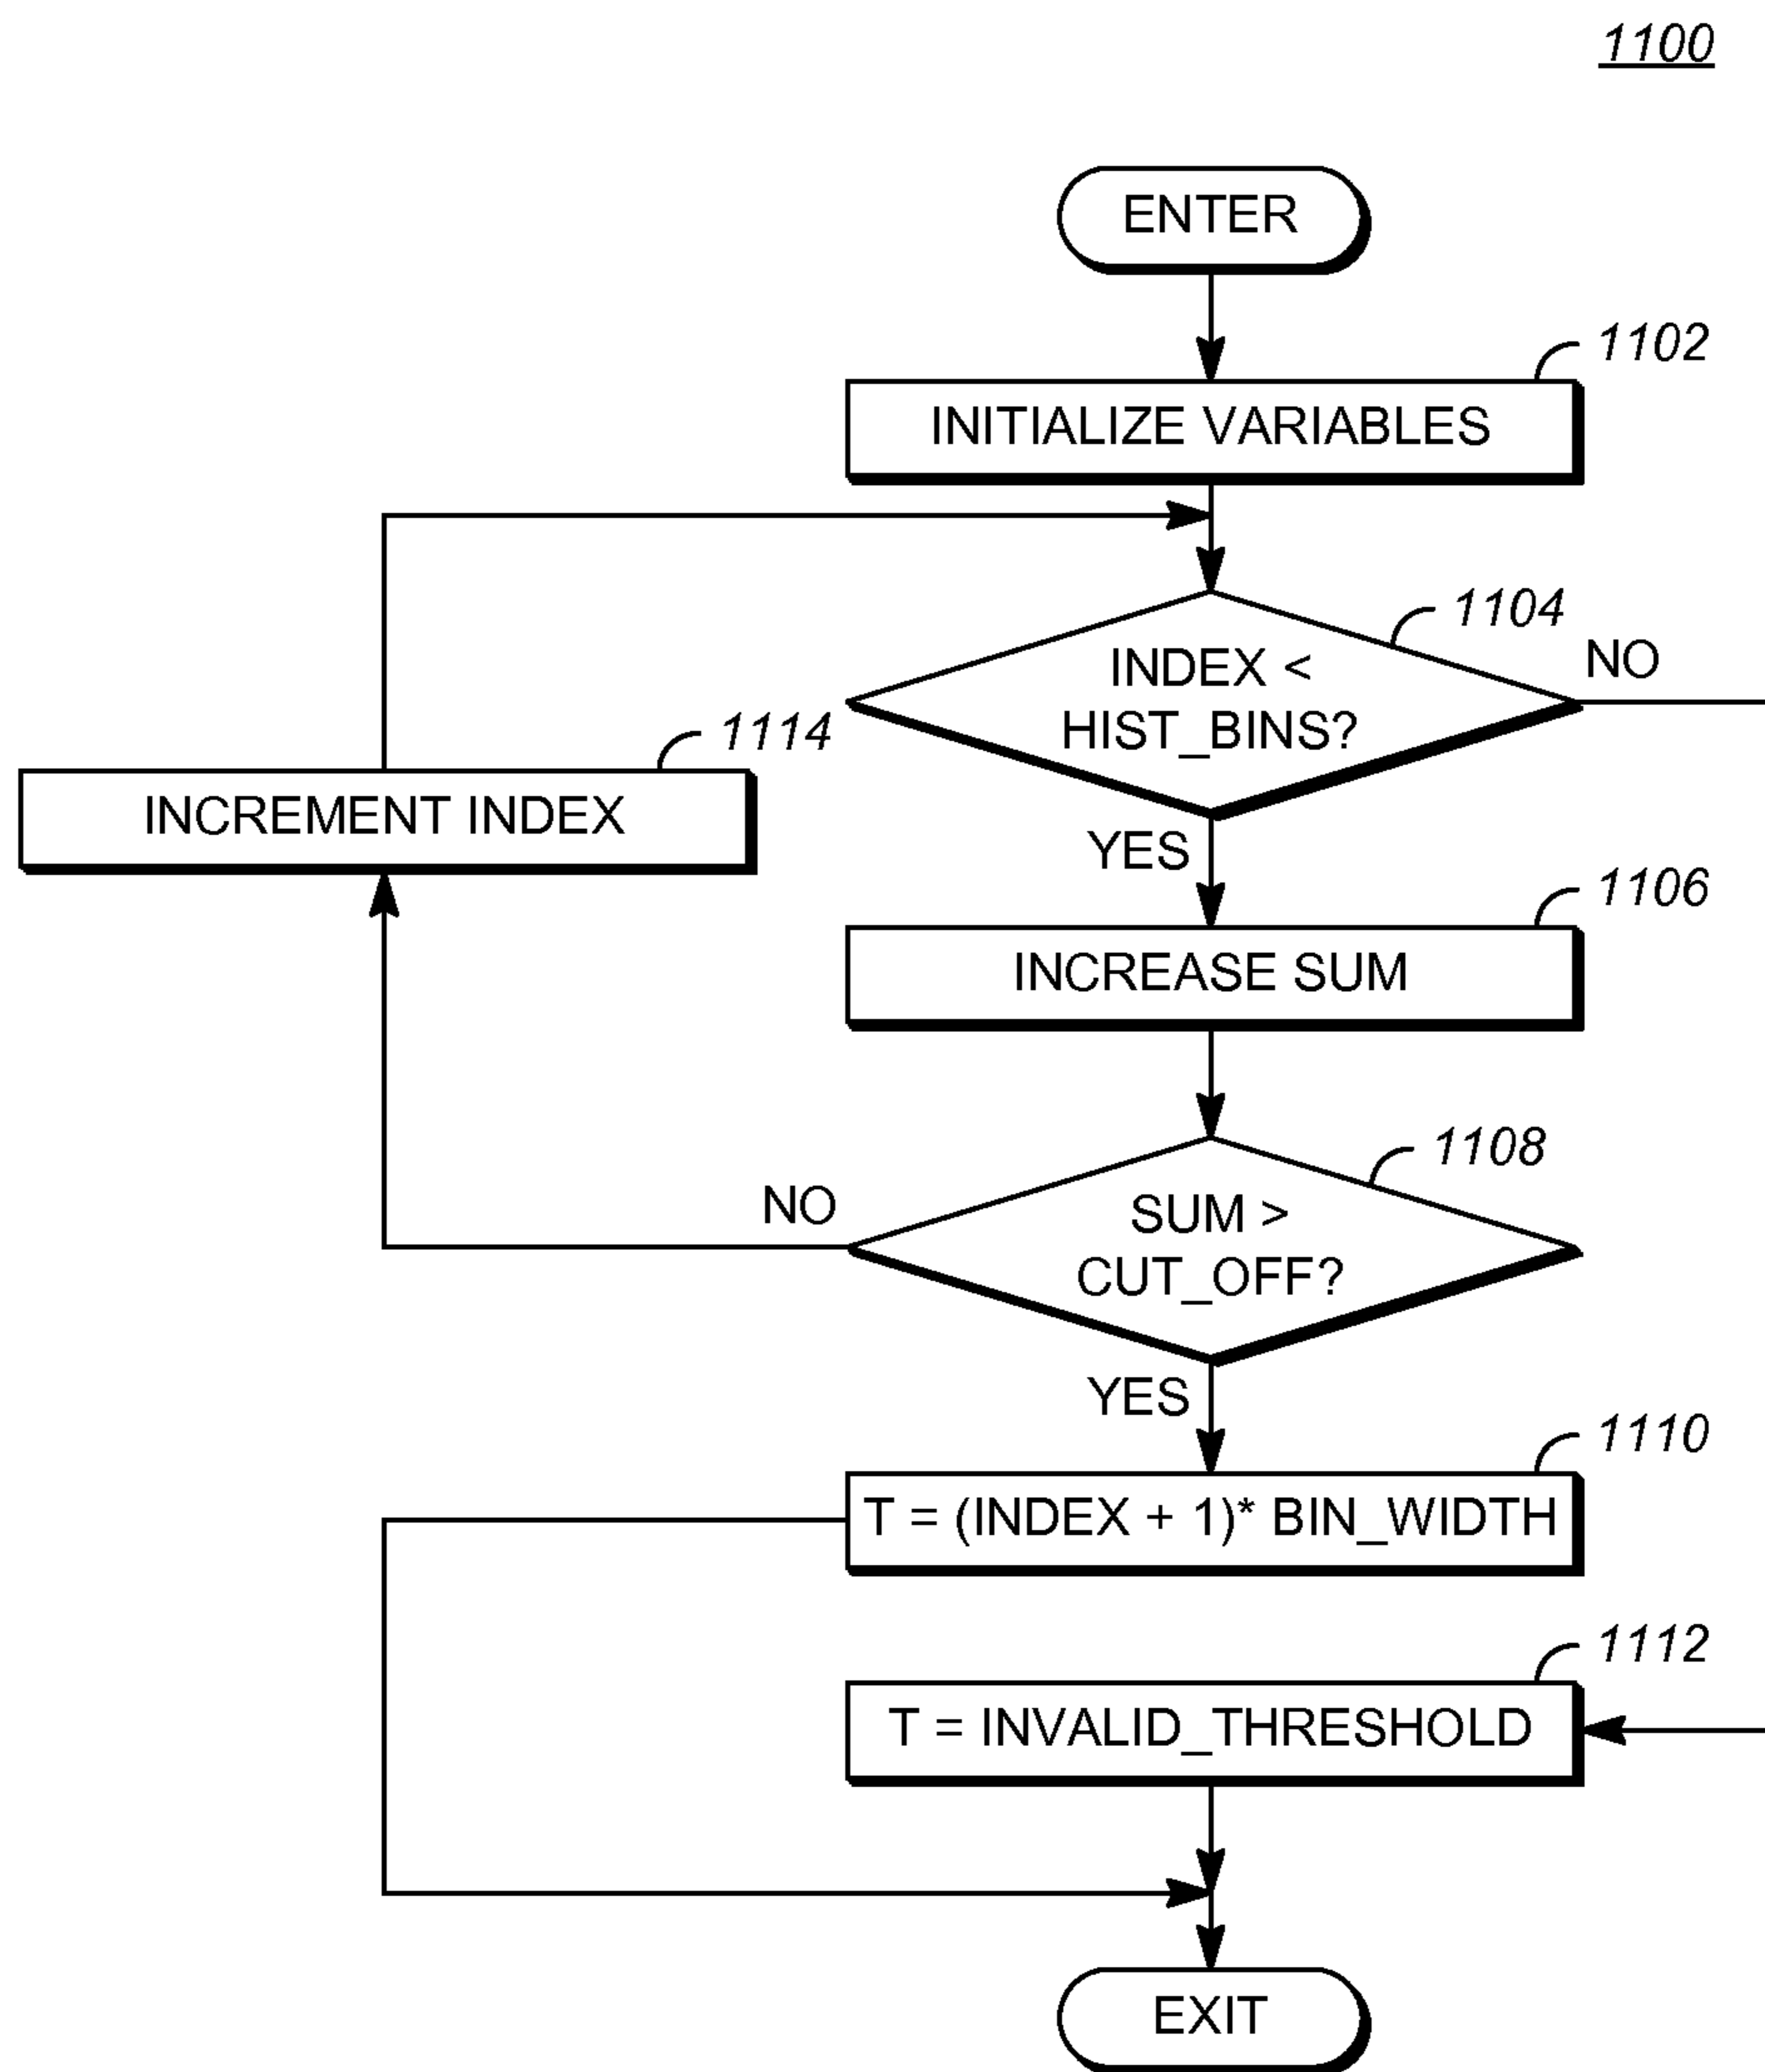 1100
ENTER
1102
INITIALIZE VARIABLES
1104
INDEX <
HIST_BINS?
NO
1114
INCREMENT INDEX
YES
1106
INCREASE SUM
1108
NO
SUM >
CUT_OFF?
YES
1110
T = (INDEX + 1)* BIN_WIDTH
1112
T = INVALID_THRESHOLD
EXIT